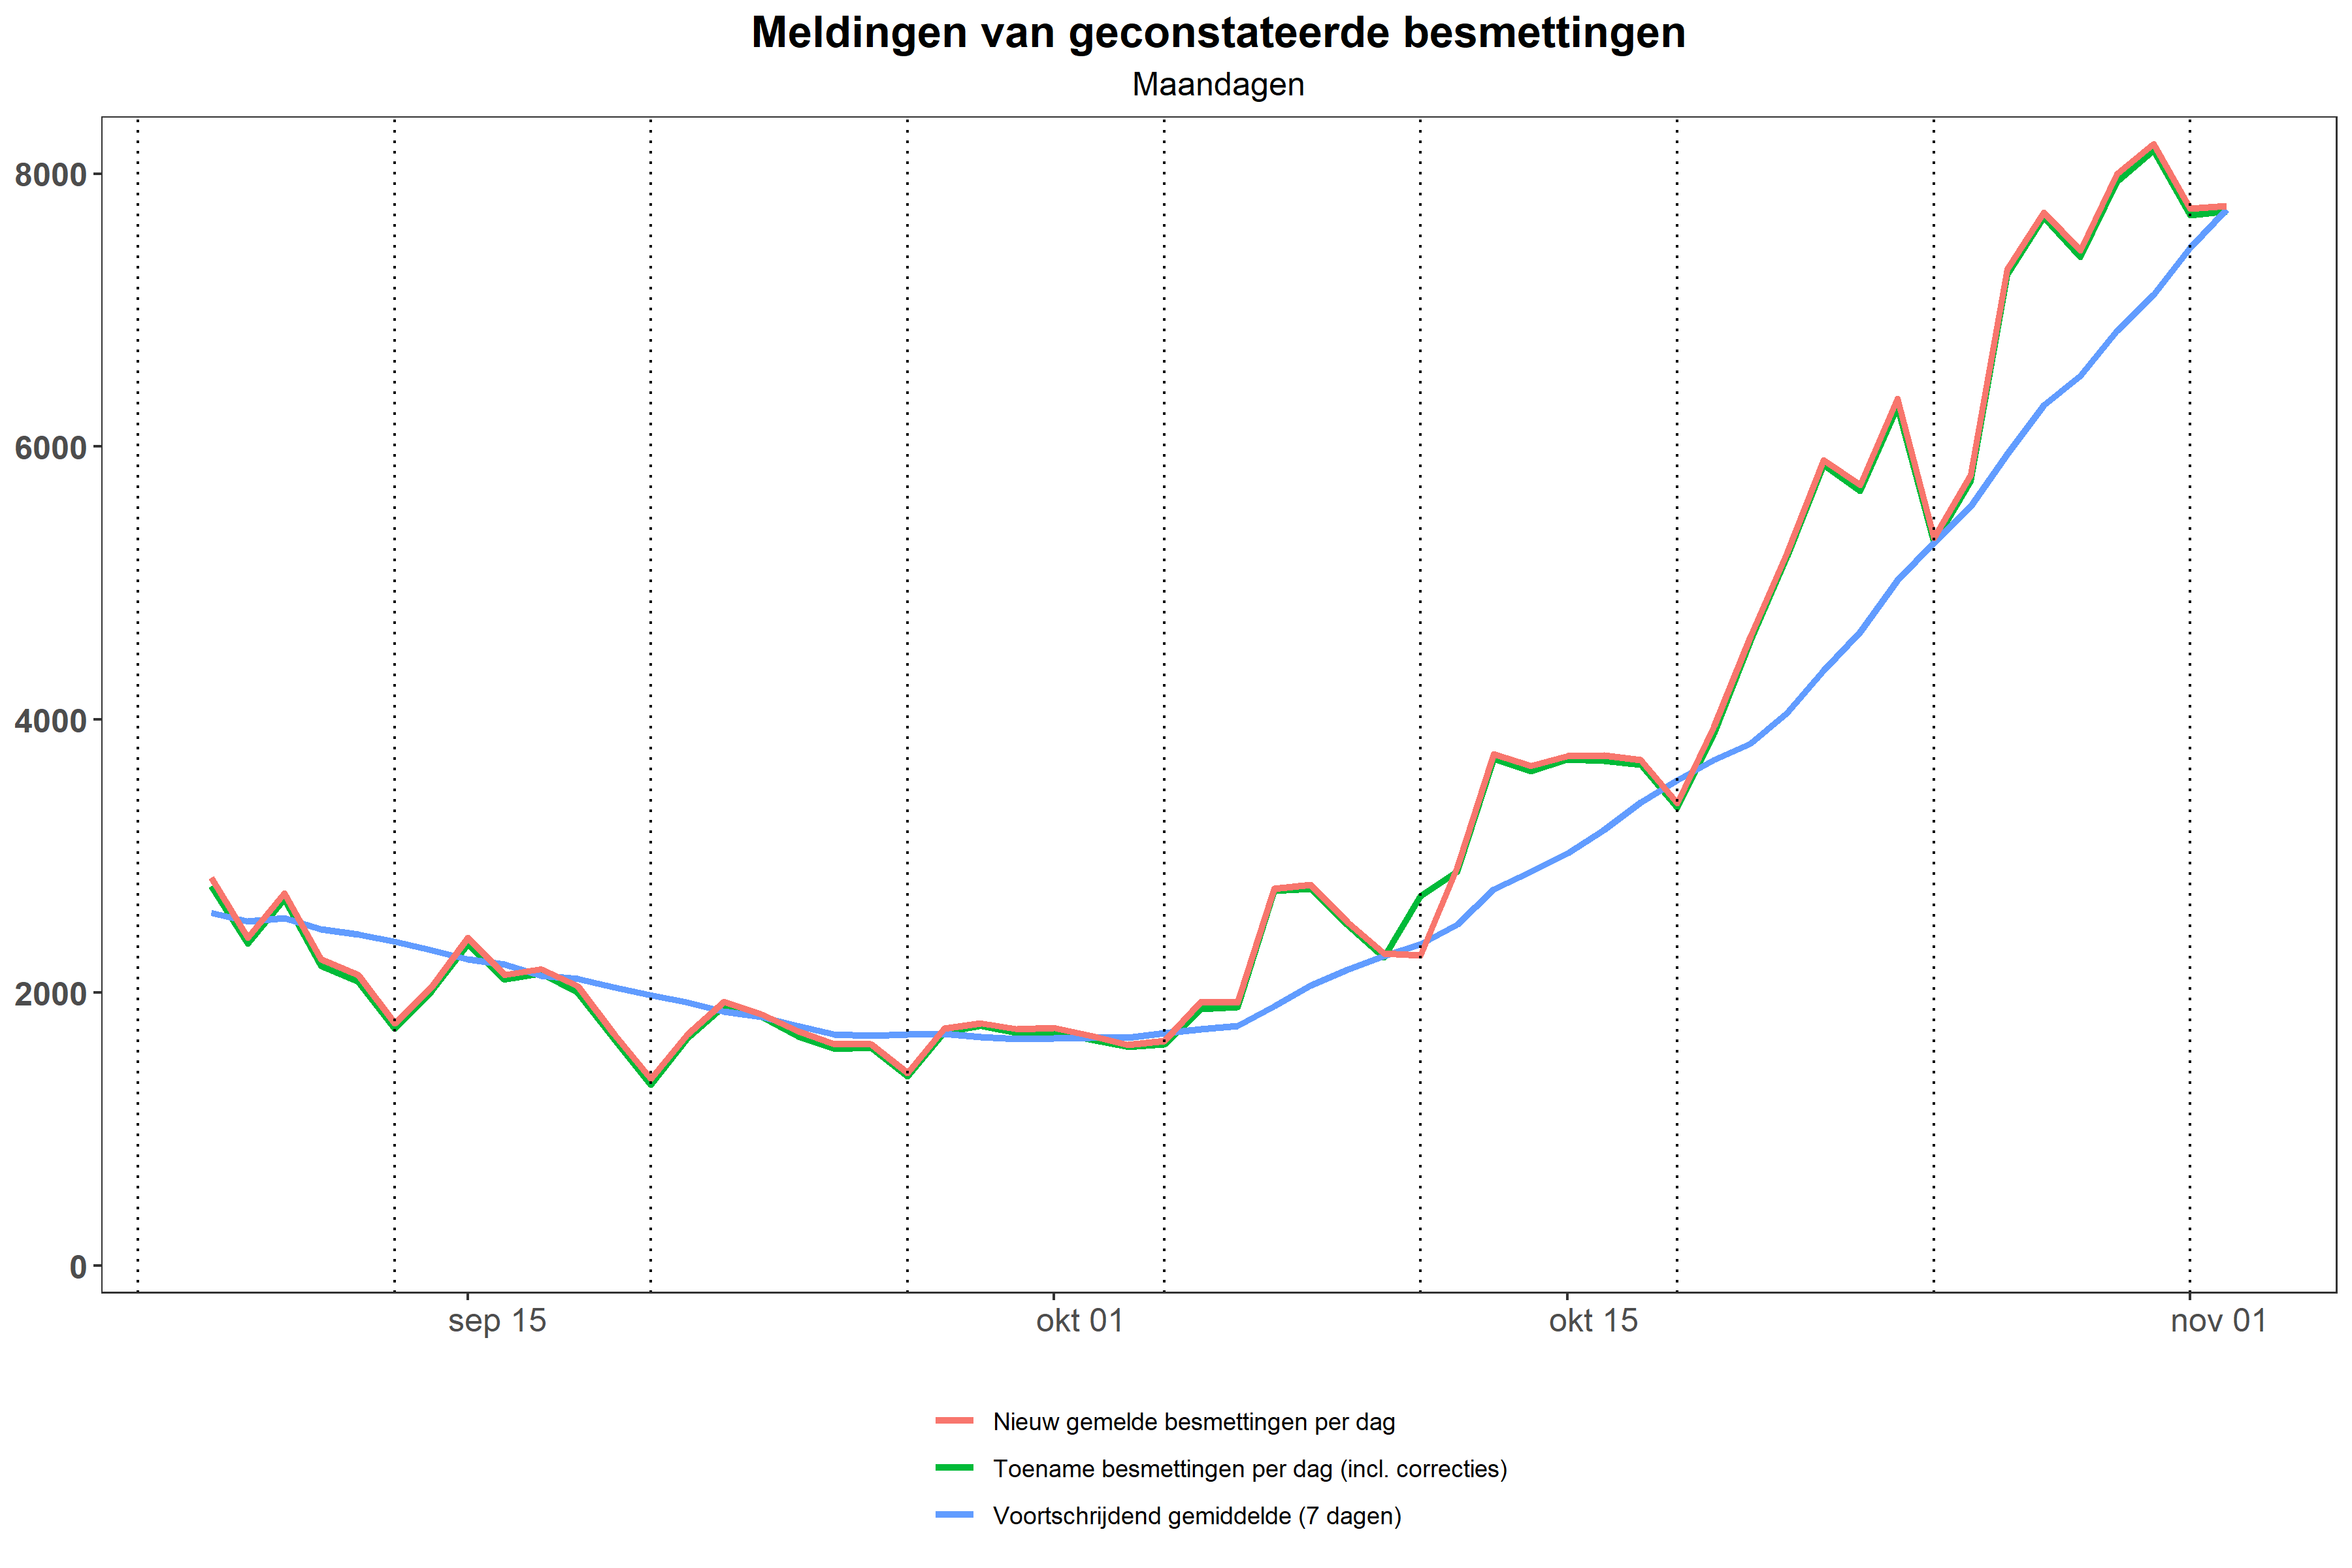 Meldingen van geconstateerde besmettingen
Maandagen
8000
6000
4000
2000
0
sep 15
okt 01
okt 15
nov 01
Nieuw gemelde besmettingen per dag
Toename besmettingen per dag (incl. correcties)
Voortschrijdend gemiddelde (7 dagen)